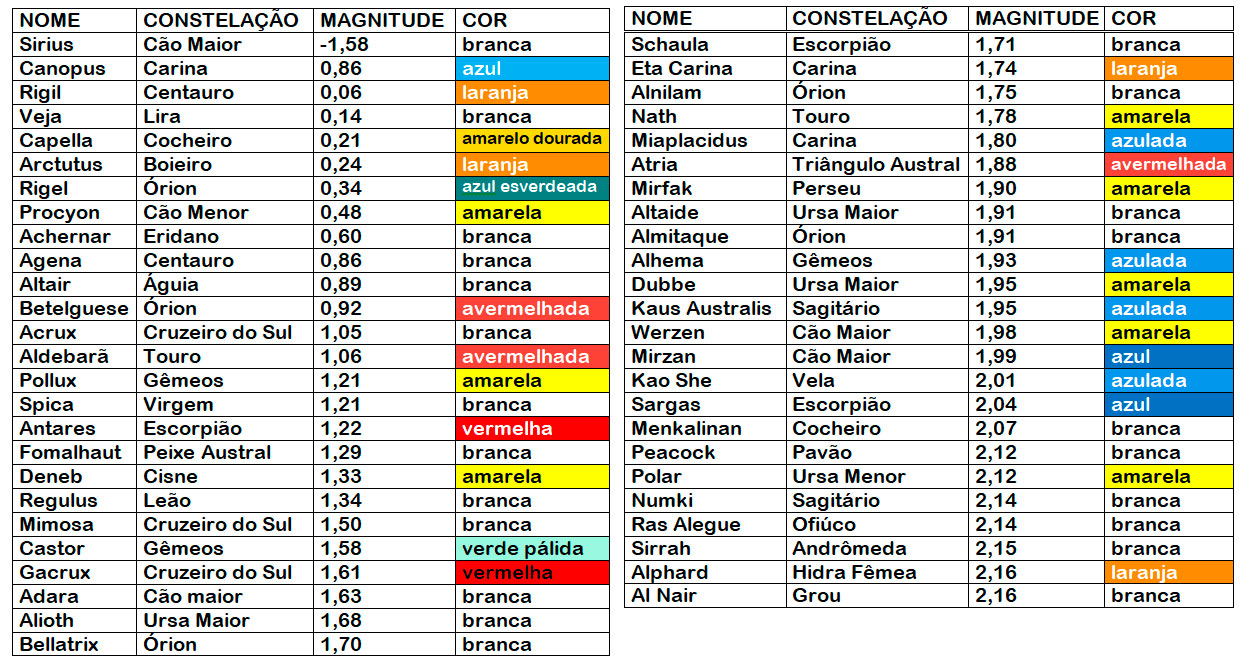 NOME CONSTELAÇÃO MAGNITUDE COR
Sirius Cão Maior -1,58 branca
Canopus Carina 0,86 azul
Rigil Centauro 0,06 laranja
Veja Lira 0,14 branca
Capella Cocheiro 0,21 amarelo dourada
Arctutus Boieiro 0,24 laranja
Rigel Órion 0,34 azul esverdeada
Procyon Cão Menor 0,48 amarela
Achernar Eridano 0,60 branca
Agena Centauro 0,86 branca
Altair Águia 0,89 branca
Betelguese Órion 0,92 avermelhada
Acrux Cruzeiro do Sul 1,05 branca
Aldebarã Touro 1,06 avermelhada
Pollux Gêmeos 1,21 amarela
Spica Virgem 1,21 branca
Antares Escorpião 1,22 vermelha
Fomalhaut Peixe Austral 1,29 branca
Deneb Cisne 1,33 amarela
Regulus Leão 1,34 branca
Mimosa Cruzeiro do Sul 1,50 branca
Castor Gêmeos 1,58 verde pálida
Gacrux Cruzeiro do Sul 1,61 vermelha
Adara Cão maior 1,63 branca
Alioth Ursa Maior 1,68 branca
Bellatrix Órion 1,70 branca
NOME CONSTELAÇÃO MAGNITUDE COR
Schaula Escorpião 1,71 branca
Eta Carina Carina 1,74 laranja
Alnilam Órion 1,75 branca
Nath Touro 1,78 amarela
Miaplacidus Carina 1,80 azulada
Atria Triângulo Austral 1,88 avermelhada
Mirfak Perseu 1,90 amarela
Altaide Ursa Maior 1,91 branca
Almitaque Órion 1,91 branca
Alhema Gêmeos 1,93 azulada
Dubbe Ursa Maior 1,95 amarela
Kaus Australis Sagitário 1,95 azulada
Werzen Cão Maior 1,98 amarela
Mirzan Cão Maior 1,99 azul
Kao She Vela 2,01 azulada
Sargas Escorpião 2,04 azul
Menkalinan Cocheiro 2,07 branca
Peacock Pavão 2,12 branca
Polar Ursa Menor 2,12 amarela
Numki Sagitário 2,14 branca
Ras Alegue Ofiúco 2,14 branca
Sirrah Andrômeda 2,15 branca
Alphard Hidra Fêmea 2,16 laranja
Al Nair Grou 2,16 branca